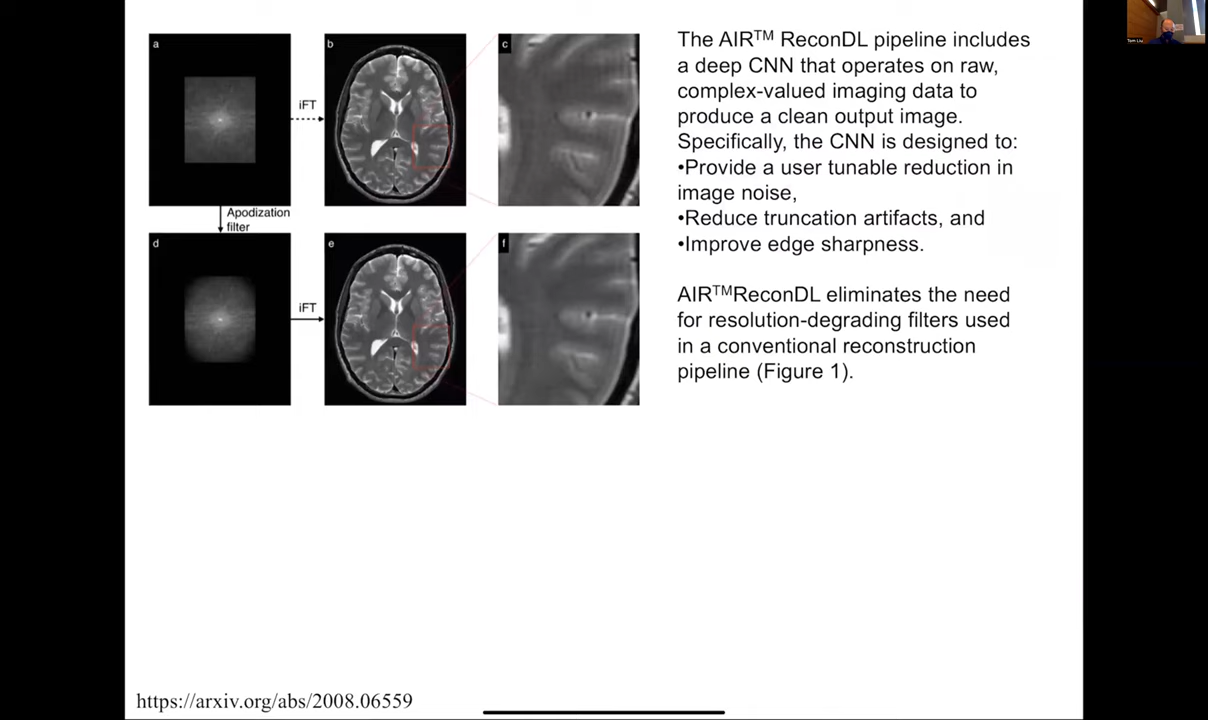 a
b
c
iFT
Apodization
filter
d
e
f
iFT
The AIR™ ReconDL pipeline includes
a deep CNN that operates on raw,
complex-valued imaging data to
produce a clean output image.
Specifically, the CNN is designed to:
•Provide a user tunable reduction in
image noise,
•Reduce truncation artifacts, and
•Improve edge sharpness.
AIR™ReconDL eliminates the need
for resolution-degrading filters used
in a conventional reconstruction
pipeline (Figure 1).
https://arxiv.org/abs/2008.06559
Tom Liu